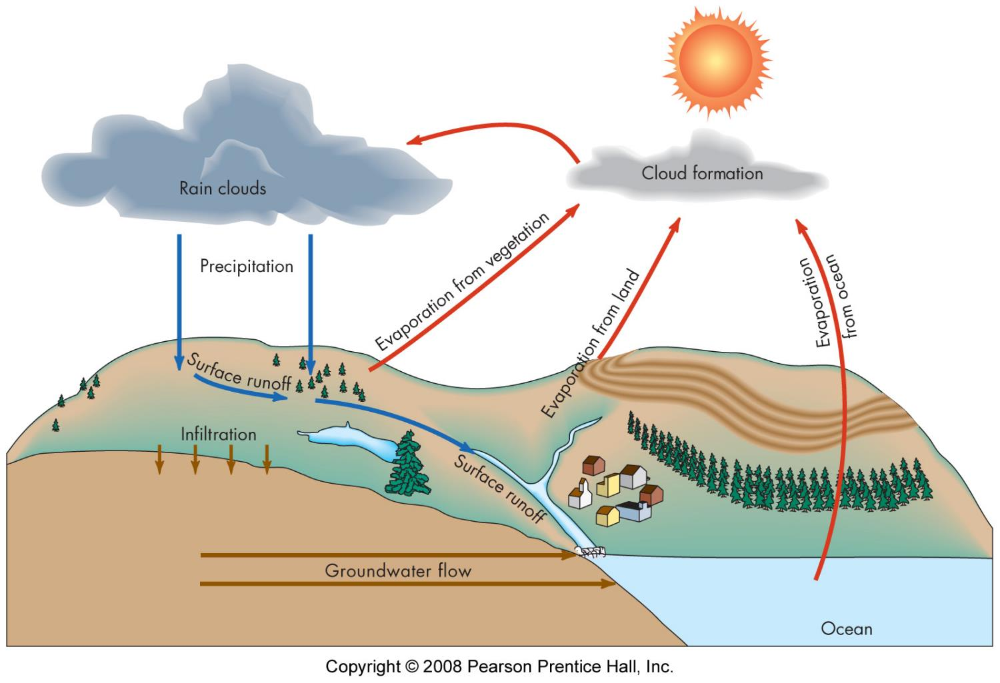 Rain clouds
Cloud formation
Precipitation
Evaporation from vegetation
Evaporation from land
Evaporation
from ocean
Surface runoff
Infiltration
Surface runoff
Groundwater flow
Ocean
Copyright © 2008 Pearson Prentice Hall, Inc.